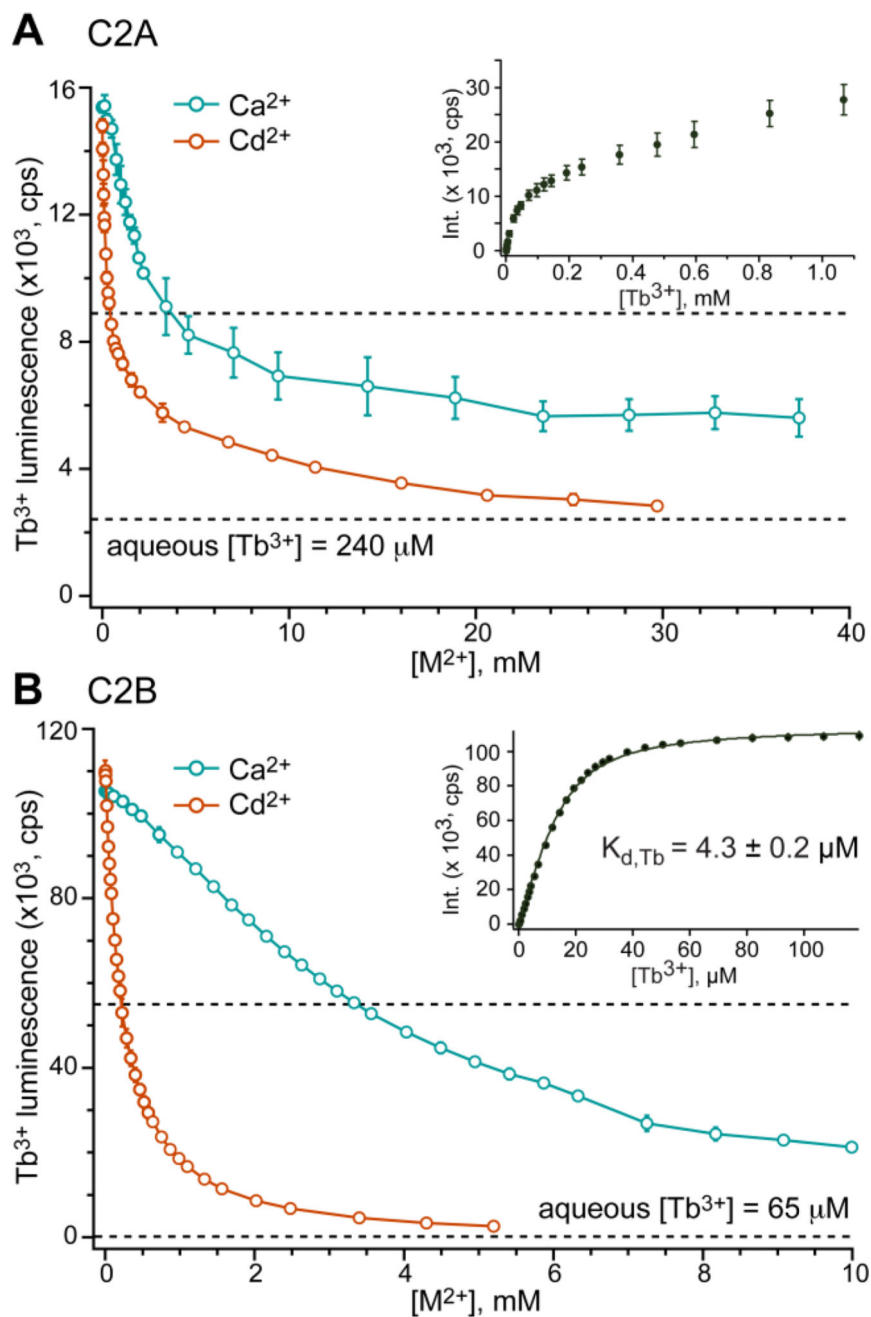 A C2A
16
12
8
4
0
Tb³⁺ luminescence (x10³, cps)
Ca²⁺
Cd²⁺
30
20
10
0
Int. (x 10³, cps)
0 0.2 0.4 0.6 0.8 1.0
[Tb³⁺], mM
aqueous [Tb³⁺] = 240 μM
0 10 20 30 40
[M²⁺], mM
B C2B
120
80
40
0
Tb³⁺ luminescence (x10³, cps)
Ca²⁺
Cd²⁺
100
80
60
40
20
0
Int. (x 10³, cps)
K_d,Tb = 4.3 ± 0.2 μM
0 20 40 60 80 100
[Tb³⁺], μM
aqueous [Tb³⁺] = 65 μM
0 2 4 6 8 10
[M²⁺], mM